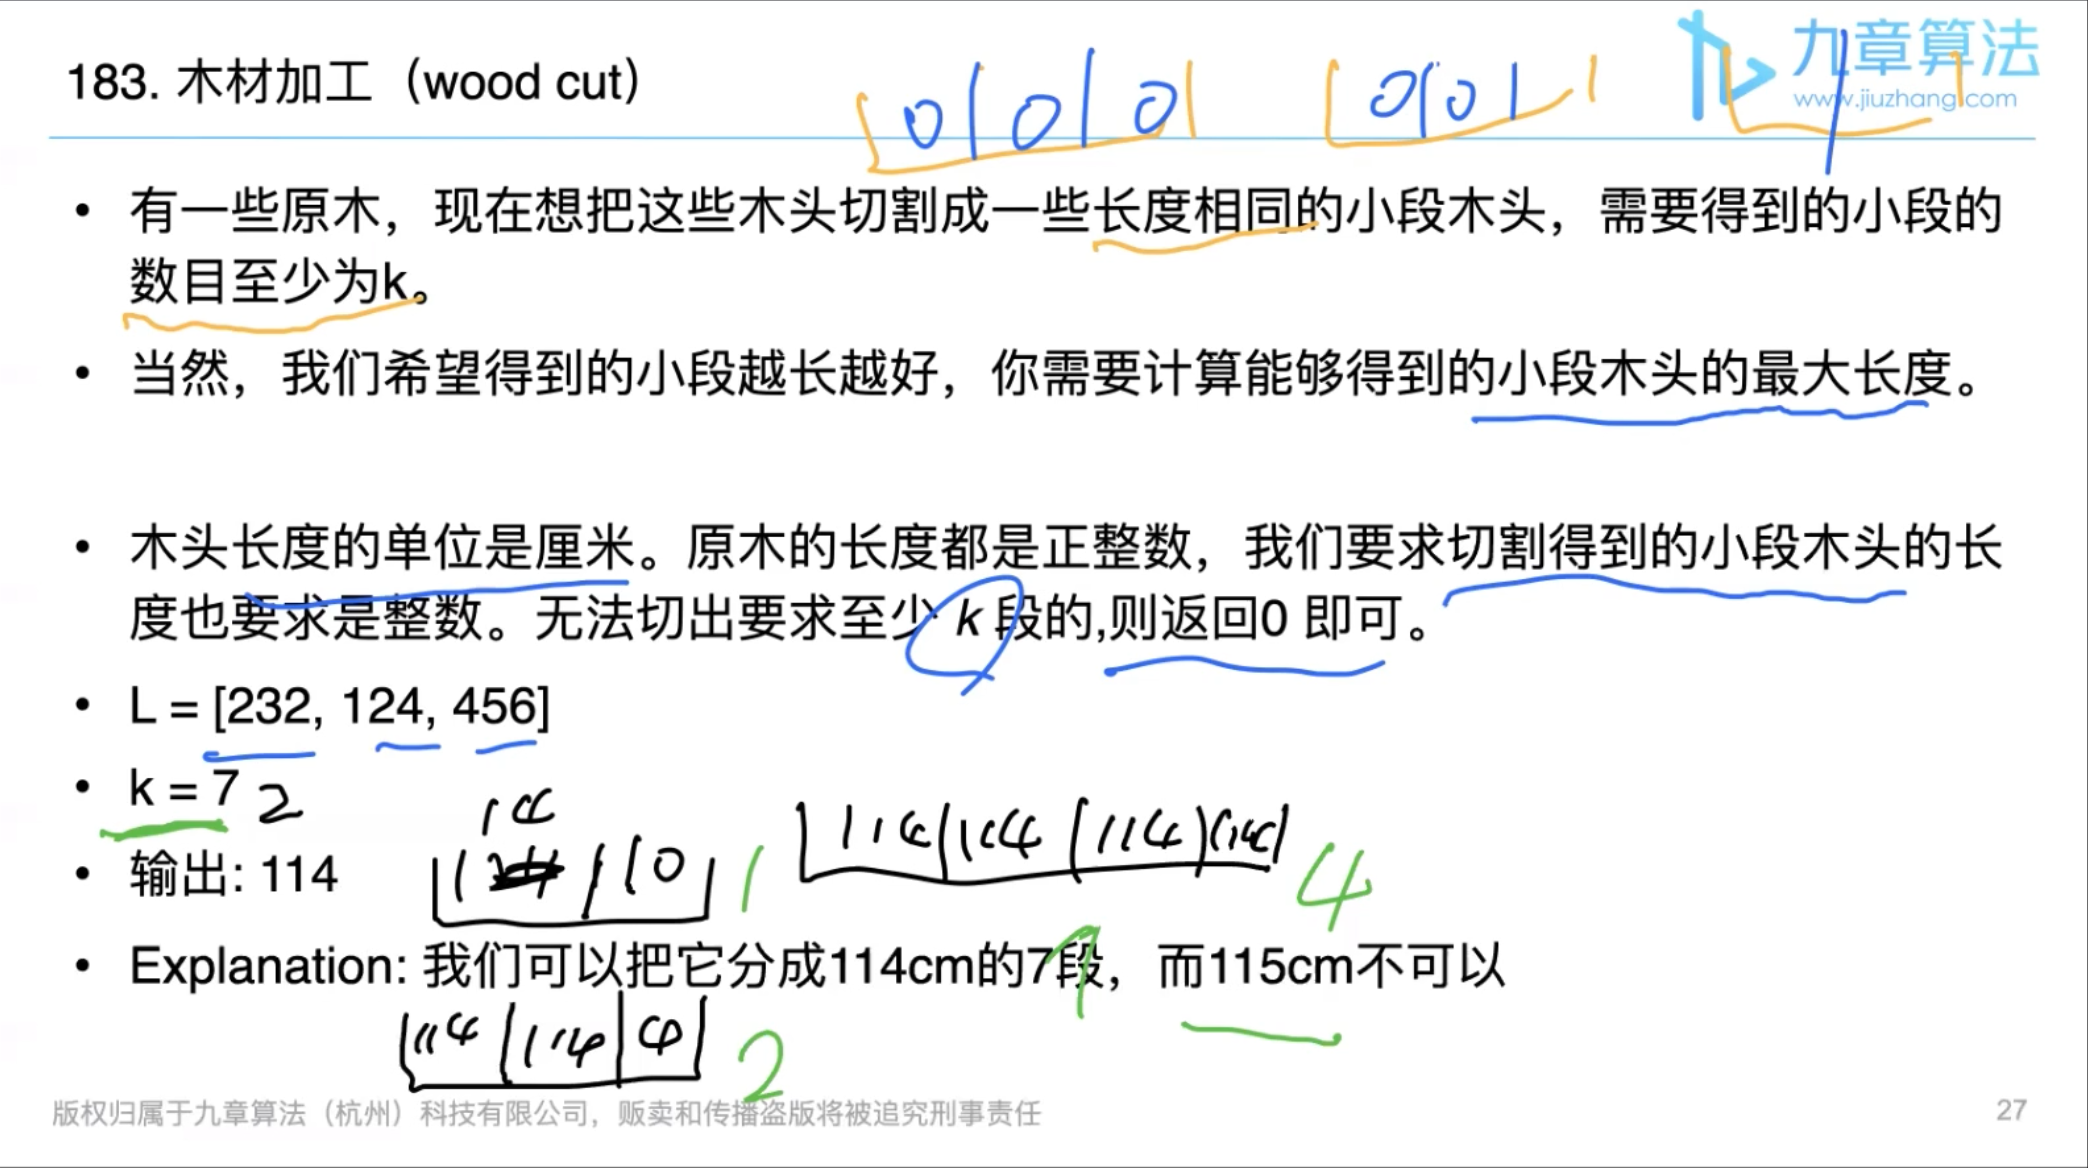 183. 木材加工（wood cut）
九章算法
www.jiuzhang.com
0 0 0
0 0
• 有一些原木，现在想把这些木头切割成一些长度相同的小段木头，需要得到的小段的
数目至少为k。
• 当然，我们希望得到的小段越长越好，你需要计算能够得到的小段木头的最大长度。
• 木头长度的单位是厘米。原木的长度都是正整数，我们要求切割得到的小段木头的长
度也要求是整数。无法切出要求至少 k 段的,则返回0 即可。
• L = [232, 124, 456]
• k = 7 2
114
10 1
114 114 114 114 4
• 输出: 114
7
• Explanation: 我们可以把它分成114cm的7段，而115cm不可以
114 114 4 2
版权归属于九章算法（杭州）科技有限公司，贩卖和传播盗版将被追究刑事责任
27